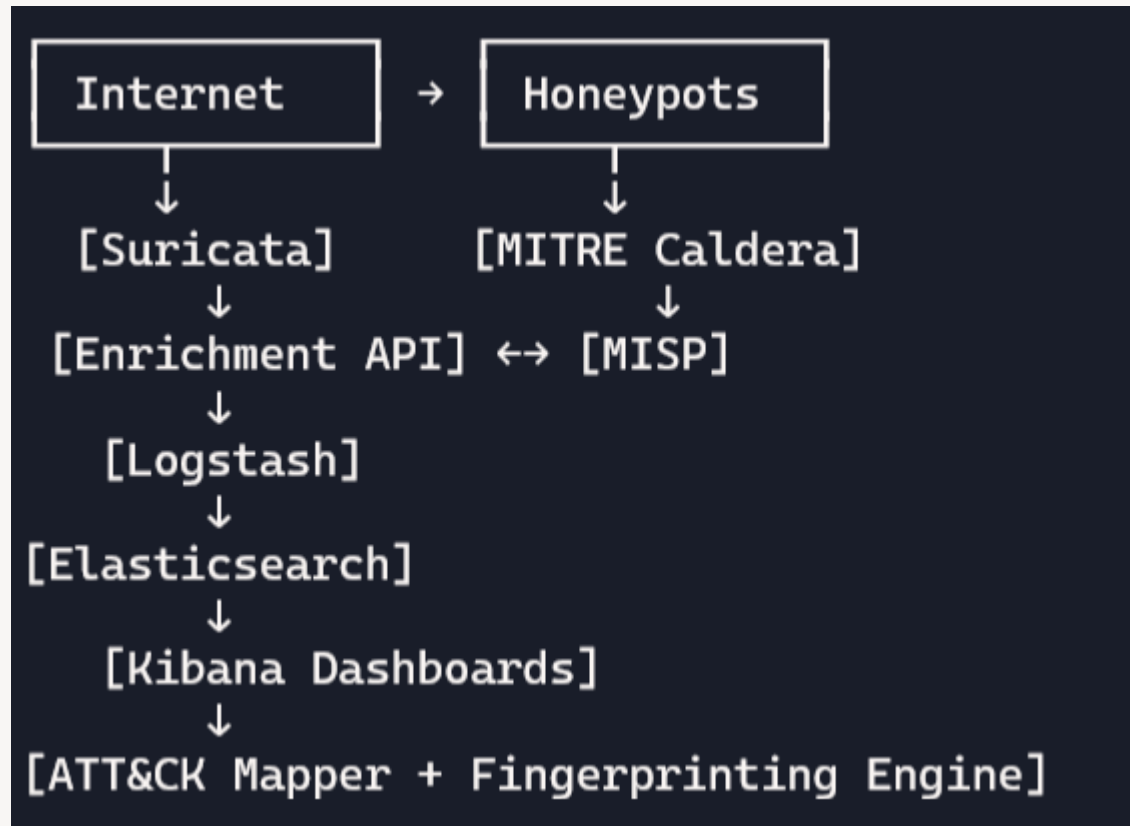 Internet → Honeypots
↓ ↓
[Suricata] [MITRE Caldera]
↓ ↓
[Enrichment API] ↔ [MISP]
↓
[Logstash]
↓
[Elasticsearch]
↓
[Kibana Dashboards]
↓
[ATT&CK Mapper + Fingerprinting Engine]